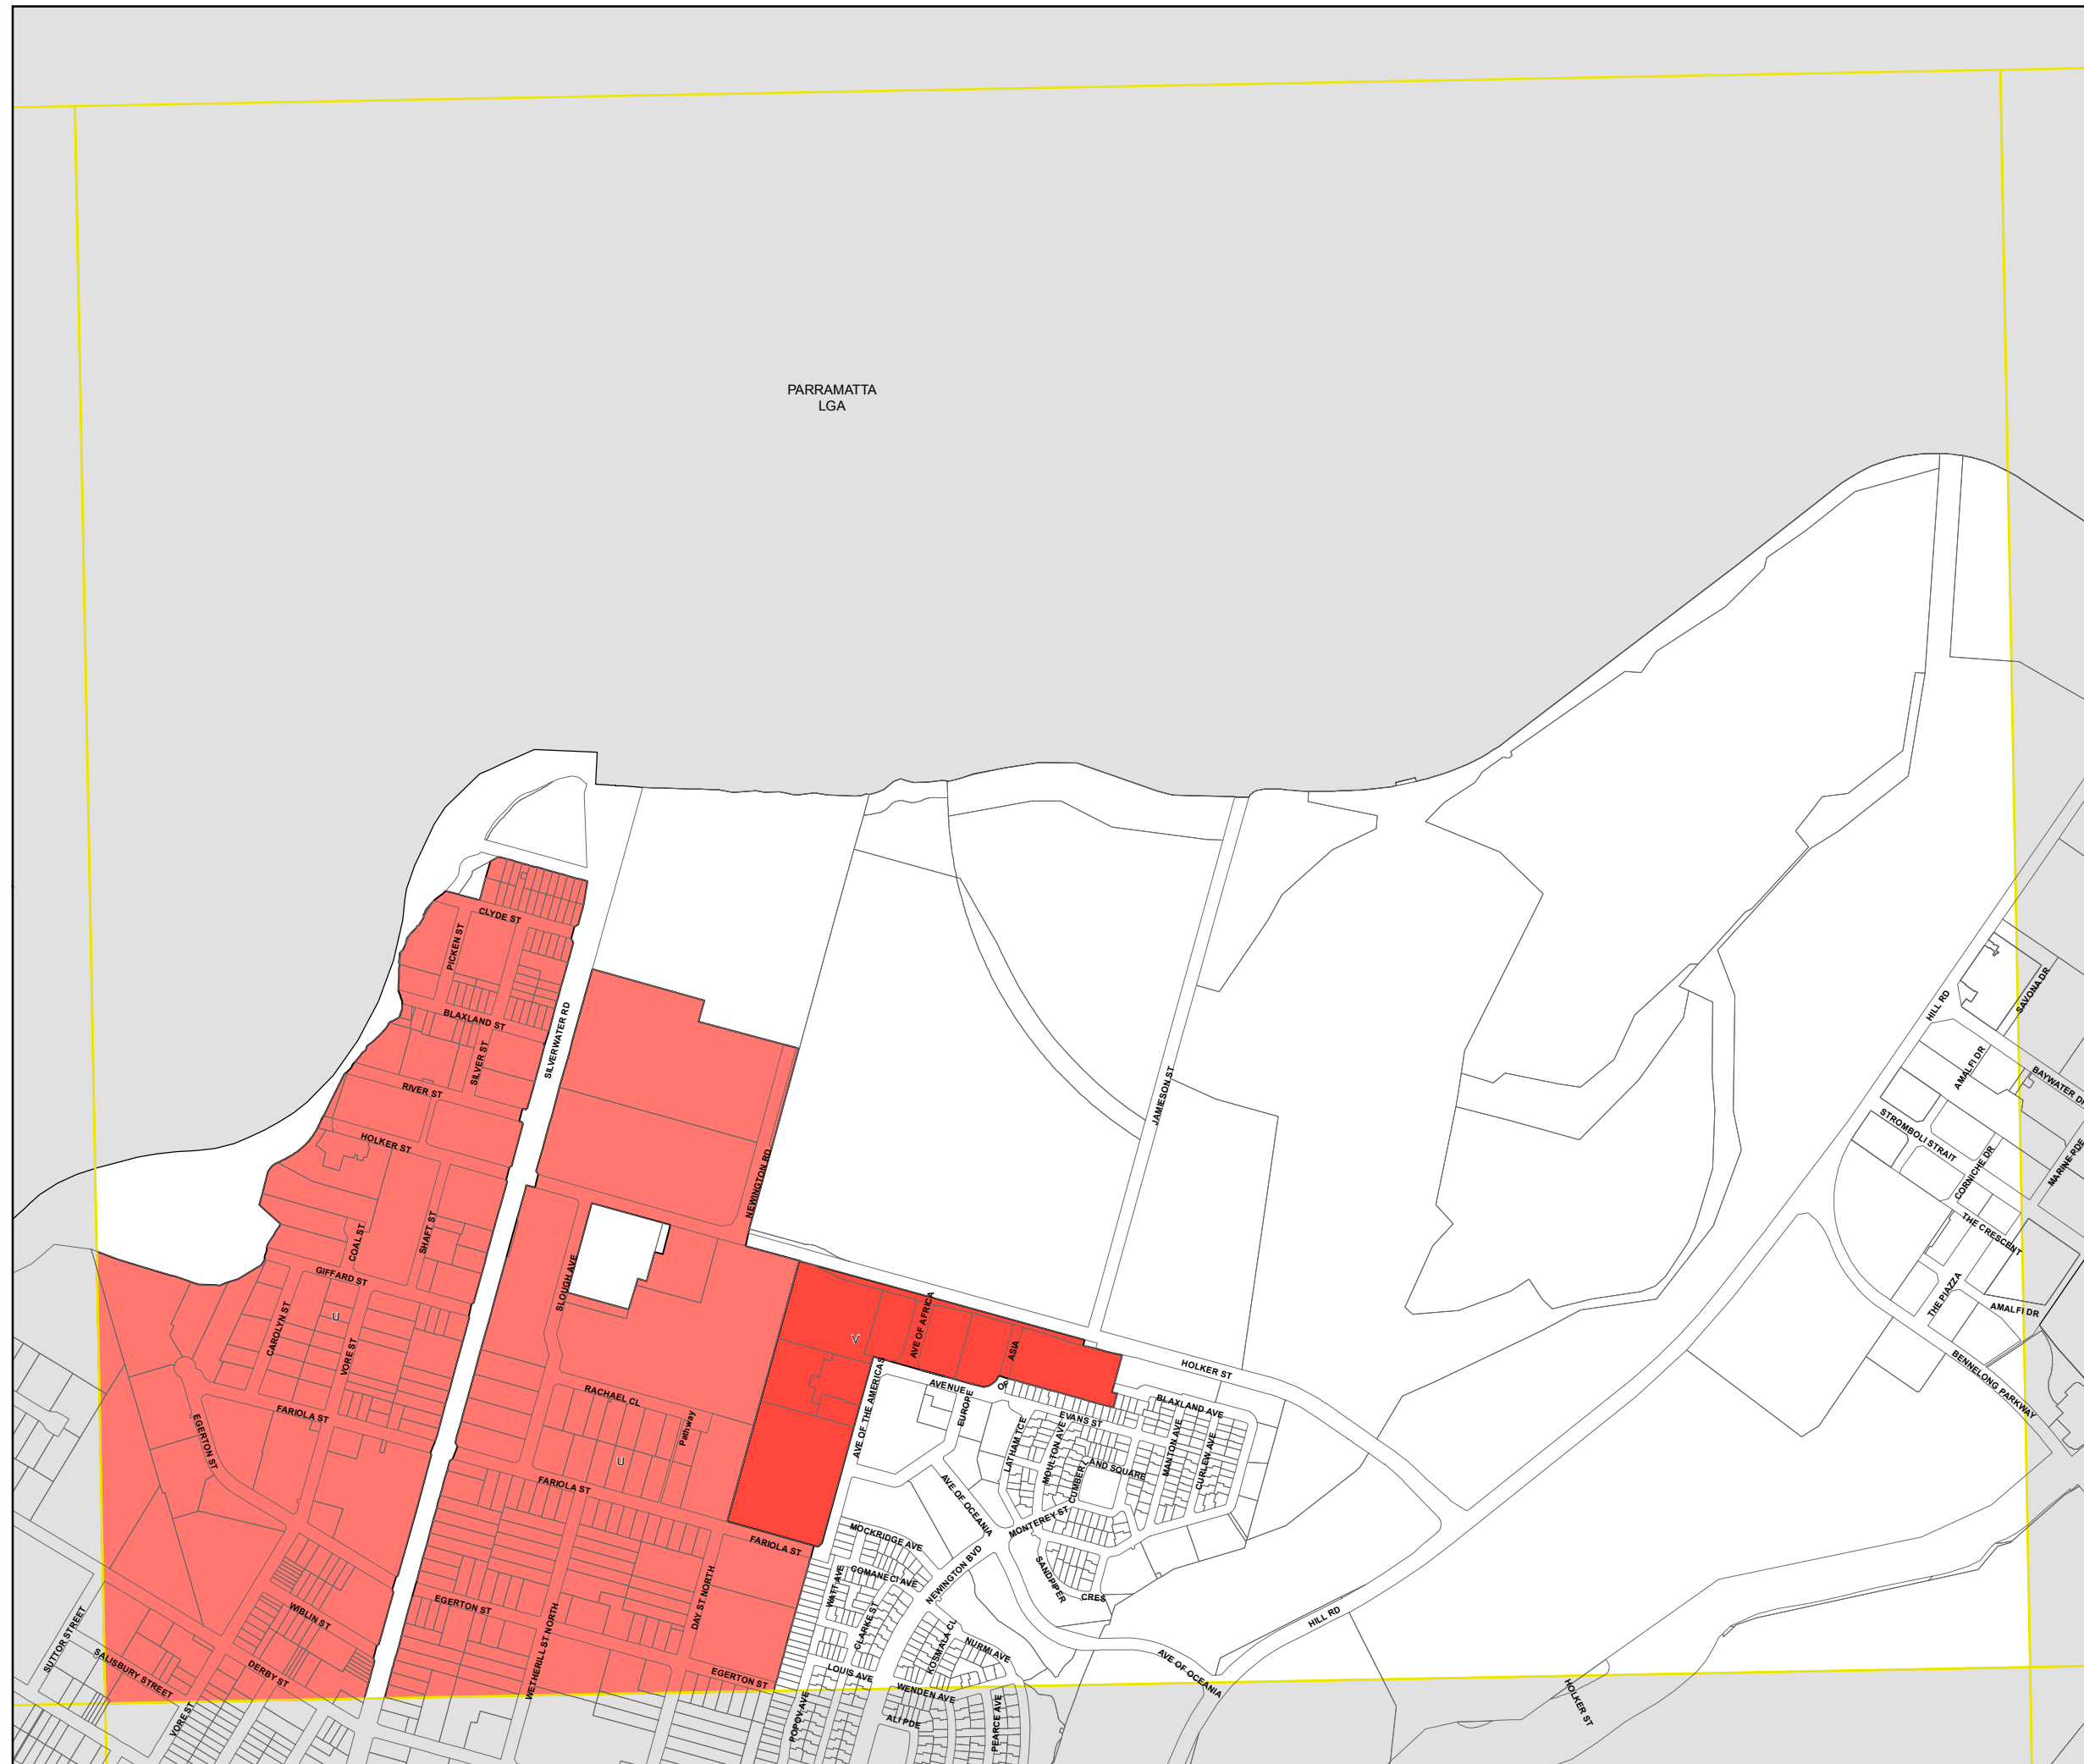 PARRAMATTA
LGA
CLYDE ST
PICKEN ST
BLAXLAND ST
SILVER ST
SILVERWATER RD
RIVER ST
HOLKER ST
NEWINGTON RD
JAMIESON ST
HILL RD
SAVONA DR
AMALFI DR
BAYWATER DR
STROMBOLI STRAIT
MARINE PDE
CORNICHE DR
THE CRESCENT
THE PIAZZA
AMALFI DR
BENNELONG PARKWAY
COAL ST
SHAFT ST
GIFFARD ST
SLOUGH AVE
CAROLYN ST
U
VORE ST
V
AVE OF AFRICA
ASIA
HOLKER ST
AVENUE
OF
EUROPE
AVE OF THE AMERICAS
BLAXLAND AVE
RACHAEL CL
Pathway
FARIOLA ST
EGERTON ST
EVANS ST
LATHAM TCE
MOULTON AVE
CUMBERLAND SQUARE
MANTON AVE
CURLEW AVE
U
FARIOLA ST
AVE OF OCEANIA
MONTEREY ST
MOCKRIDGE AVE
FARIOLA ST
NEWINGTON BVD
COMANECI AVE
WATT AVE
SANDPIPER
CRES
EGERTON ST
DAY ST NORTH
CLARKE ST
WIBLIN ST
HILL RD
SUTTOR STREET
WETHERILL ST NORTH
KOSMALA CL
NURMI AVE
AVE OF OCEANIA
SALISBURY STREET
DERBY ST
EGERTON ST
LOUIS AVE
WENDEN AVE
HOLKER ST
VORE ST
POPOV AVE
ALI PDE
PEARCE AVE